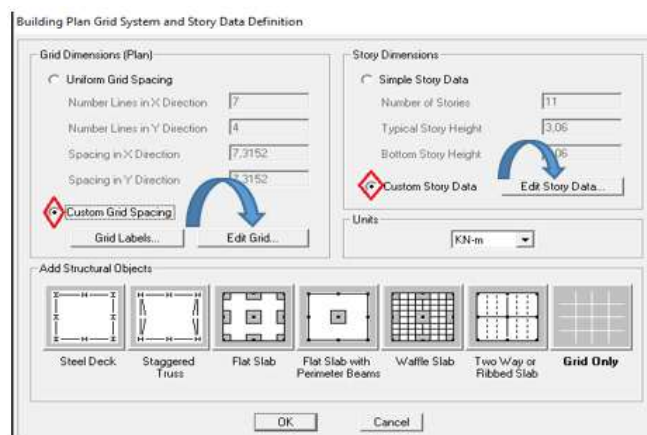 Building Plan Grid System and Story Data Definition
Grid Dimensions (Plan)
Uniform Grid Spacing
Number Lines in X Direction 7
Number Lines in Y Direction 4
Spacing in X Direction 7,3152
Spacing in Y Direction 7,3152
Custom Grid Spacing
Grid Labels... Edit Grid...
Story Dimensions
Simple Story Data
Number of Stories 11
Typical Story Height 3,06
Bottom Story Height ,06
Custom Story Data Edit Story Data...
Units
KN-m
Add Structural Objects
Steel Deck
Staggered
Truss
Flat Slab
Flat Slab with
Perimeter Beams
Waffle Slab
Two Way or
Ribbed Slab
Grid Only
OK Cancel